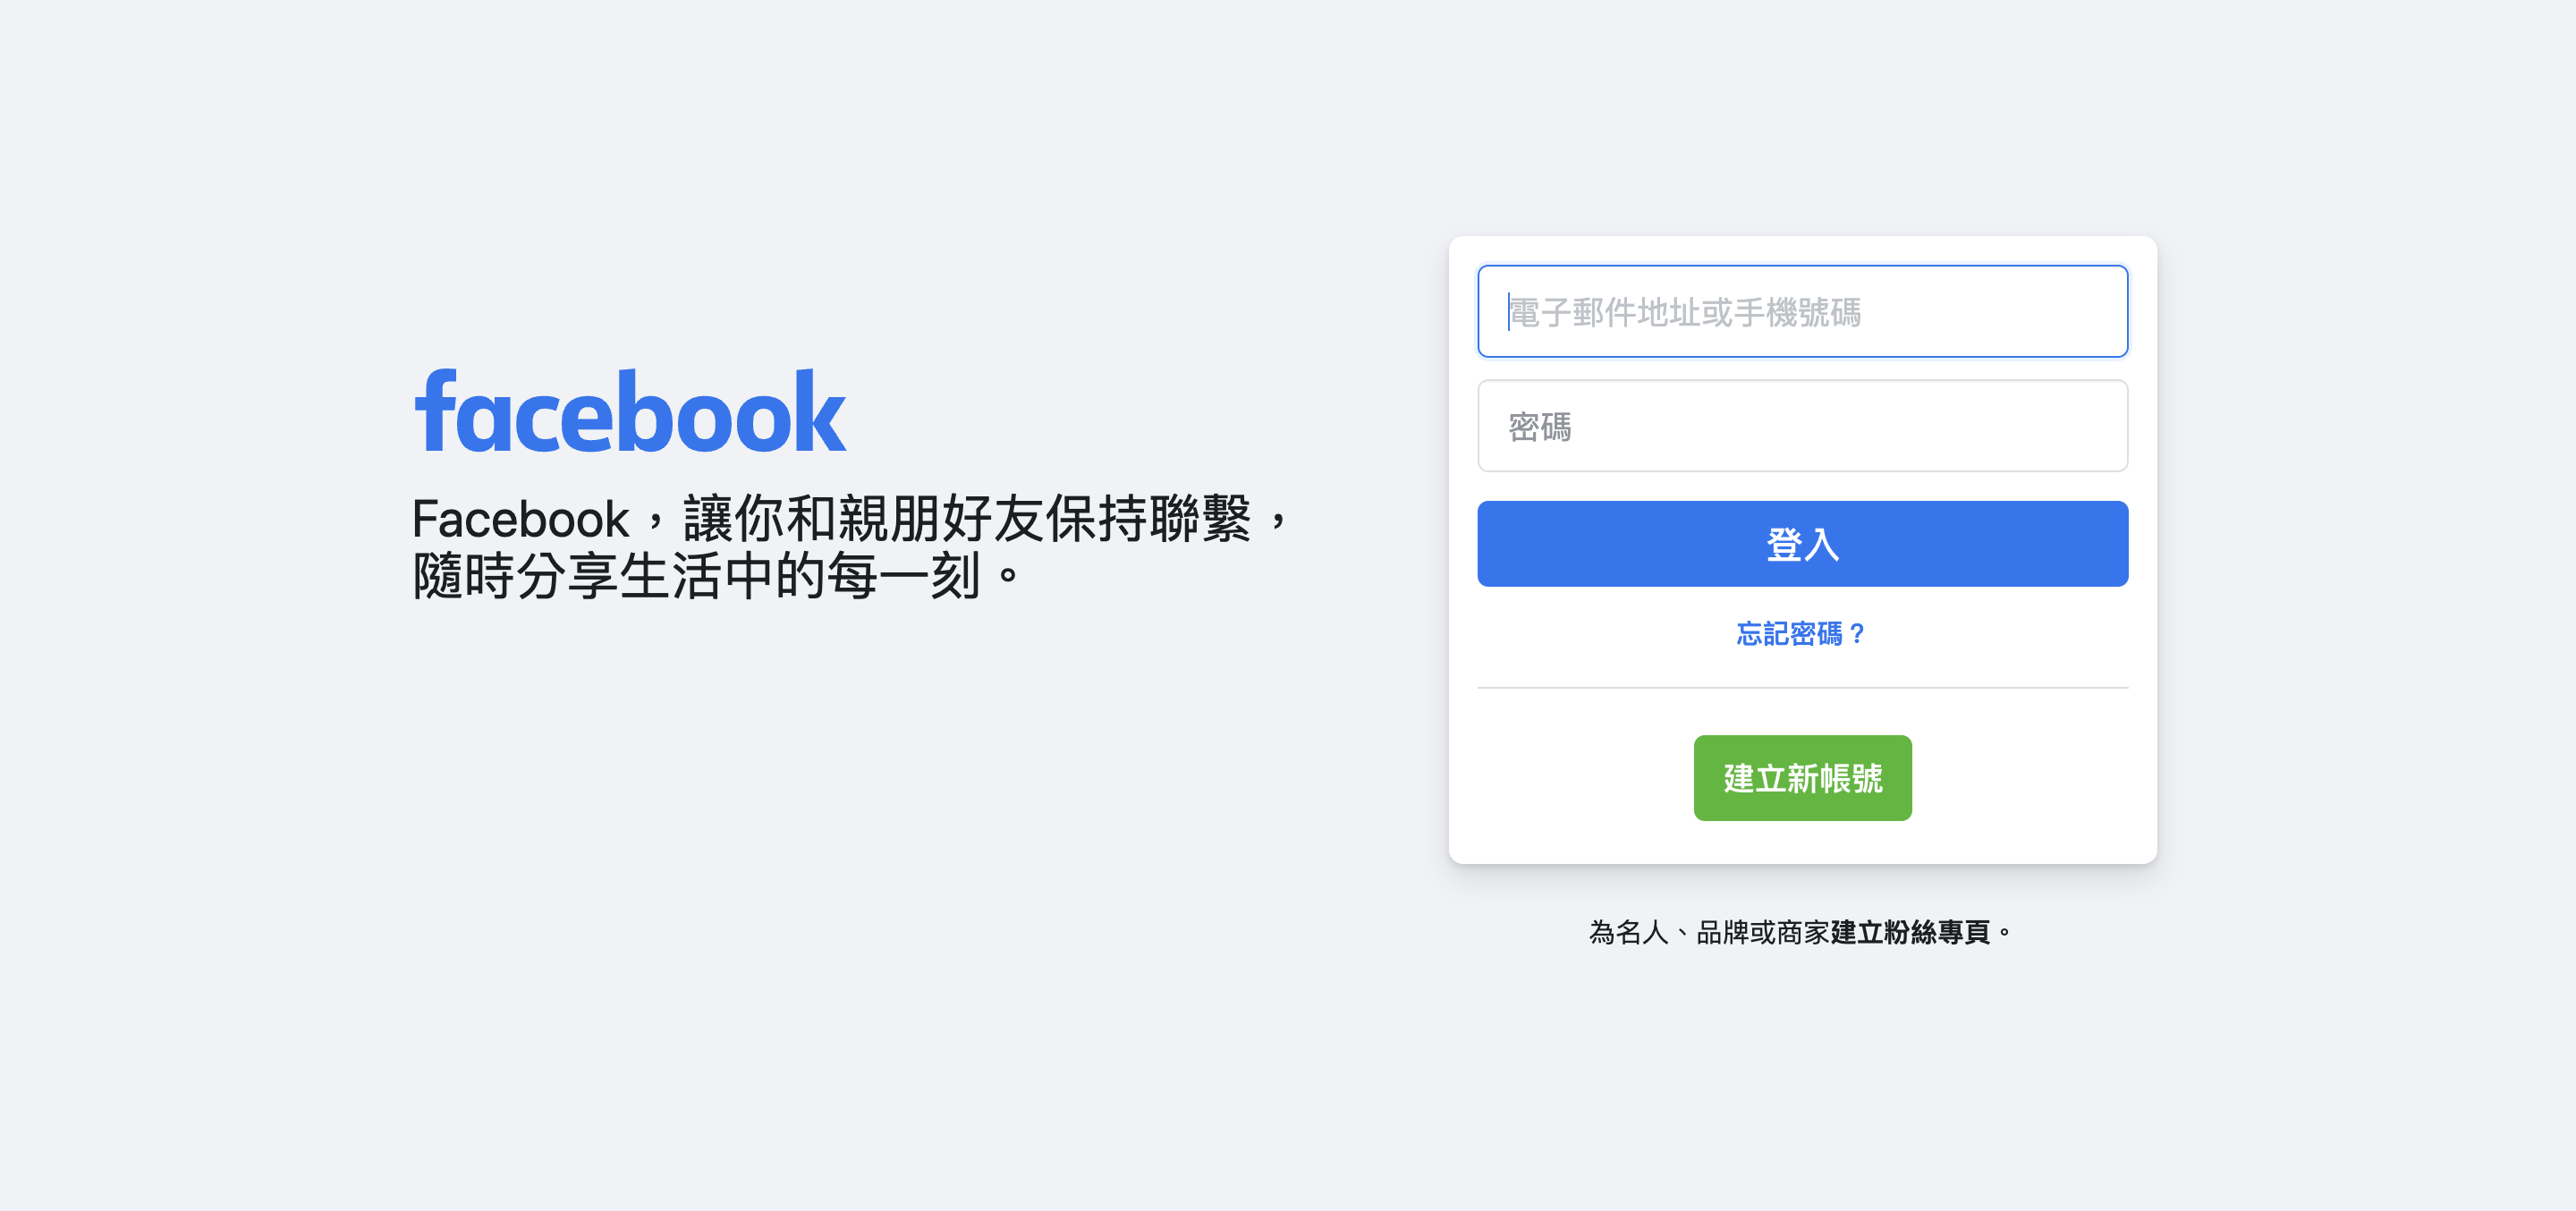 facebook
Facebook，讓你和親朋好友保持聯繫，
隨時分享生活中的每一刻。
電子郵件地址或手機號碼
密碼
登入
忘記密碼？
建立新帳號
為名人、品牌或商家建立粉絲專頁。